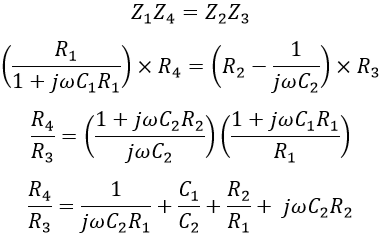 Z₁Z₄ = Z₂Z₃
(R₁ / (1 + jωC₁R₁)) × R₄ = (R₂ − 1 / (jωC₂)) × R₃
R₄ / R₃ = ((1 + jωC₂R₂) / (jωC₂)) ((1 + jωC₁R₁) / R₁)
R₄ / R₃ = 1 / (jωC₂R₁) + C₁ / C₂ + R₂ / R₁ + jωC₂R₂